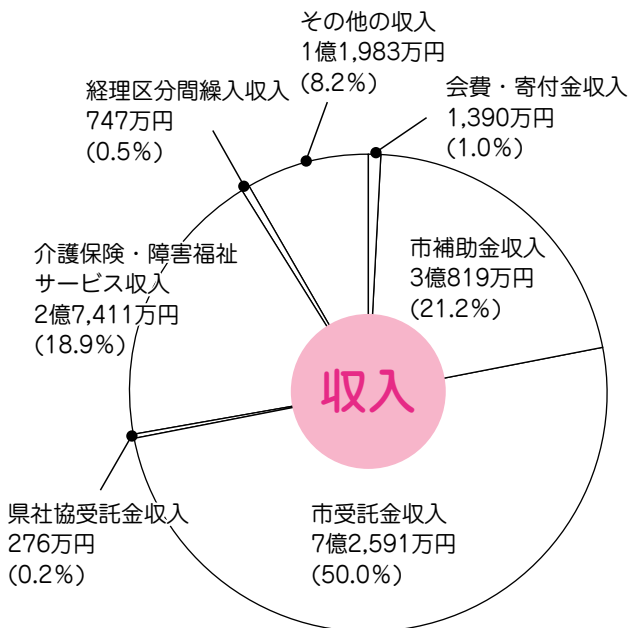 その他の収入
1億1,983万円
(8.2%)
会費・寄付金収入
1,390万円
(1.0%)
経理区分間繰入収入
747万円
(0.5%)
市補助金収入
3億819万円
(21.2%)
介護保険・障害福祉
サービス収入
2億7,411万円
(18.9%)
収入
県社協受託金収入
276万円
(0.2%)
市受託金収入
7億2,591万円
(50.0%)